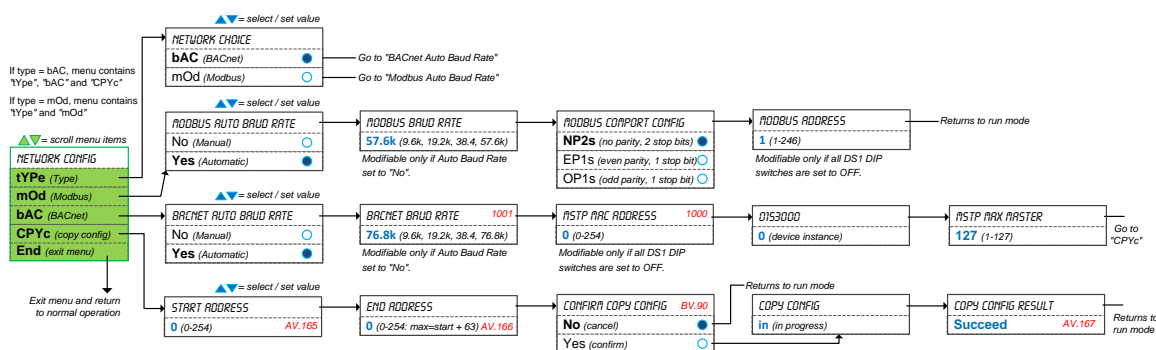 ▲▼= select / set value
NETWORK CHOICE
bAC (BACnet)
mOd (Modbus)
Go to "BACnet Auto Baud Rate"
Go to "Modbus Auto Baud Rate"
If type = bAC, menu contains
"tYpe", "bAC" and "CPYc"
If type = mOd, menu contains
"tYpe" and "mOd"
▲▼= scroll menu items
NETWORK CONFIG
tYPe (Type)
mOd (Modbus)
bAC (BACnet)
CPYc (copy config)
End (exit menu)
Exit menu and return
to normal operation
▲▼= select / set value
MODBUS AUTO BAUD RATE
No (Manual)
Yes (Automatic)
MODBUS BAUD RATE
57.6k (9.6k, 19.2k, 38.4, 57.6k)
Modifiable only if Auto Baud Rate
set to "No".
MODBUS COMPORT CONFIG
NP2s (no parity, 2 stop bits)
EP1s (even parity, 1 stop bit)
OP1s (odd parity, 1 stop bit)
MODBUS ADDRESS
1 (1-246)
Modifiable only if all DS1 DIP
switches are set to OFF.
Returns to run mode
▲▼= select / set value
BACNET AUTO BAUD RATE
No (Manual)
Yes (Automatic)
BACNET BAUD RATE 1001
76.8k (9.6k, 19.2k, 38.4, 76.8k)
Modifiable only if Auto Baud Rate
set to "No".
MSTP MAC ADDRESS 1000
0 (0-254)
Modifiable only if all DS1 DIP
switches are set to OFF.
0153000
0 (device instance)
MSTP MAX MASTER
127 (1-127)
Go to
"CPYc"
▲▼= select / set value
START ADDRESS
0 (0-254) AV.165
END ADDRESS
0 (0-254: max=start + 63) AV.166
CONFIRM COPY CONFIG BV.90
No (cancel)
Yes (confirm)
Returns to run mode
COPY CONFIG
in (in progress)
COPY CONFIG RESULT
Succeed AV.167
Returns to
run mode